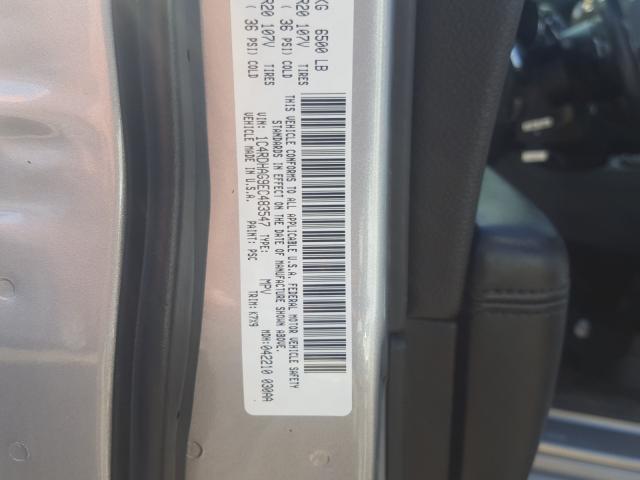 KG 6500 LB
R20 107V TIRES
( 36 PSI) COLD
R20 107V TIRES
( 36 PSI) COLD
THIS VEHICLE CONFORMS TO ALL APPLICABLE U.S.A. FEDERAL MOTOR VEHICLE SAFETY
STANDARDS IN EFFECT ON THE DATE OF MANUFACTURE SHOWN ABOVE.
VIN: 1C4RDHAG9EC483547 TYPE: MPV MDH:042210 030AA
VEHICLE MADE IN U.S.A. PAINT: PSC TRIM: K7X9